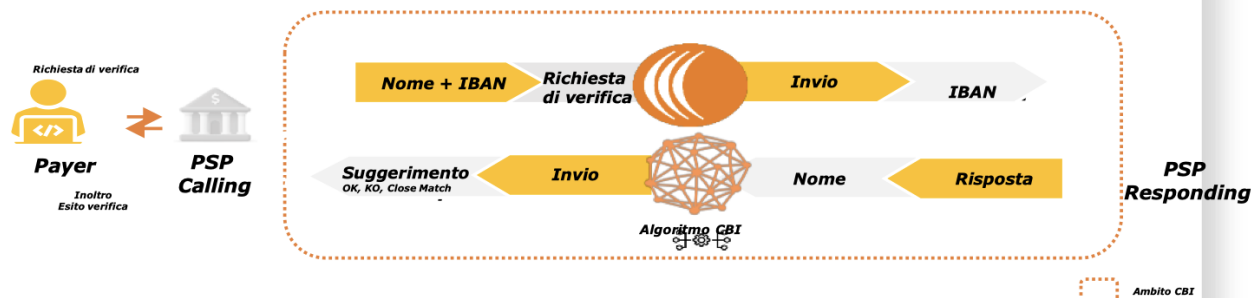 Richiesta di verifica
Payer
Inoltro
Esito verifica
$
</>
PSP
Calling
Nome + IBAN
Richiesta
di verifica
Invio
IBAN
Suggerimento
OK, KO, Close Match
Invio
Nome
Risposta
Algoritmo CBI
PSP
Responding
Ambito CBI